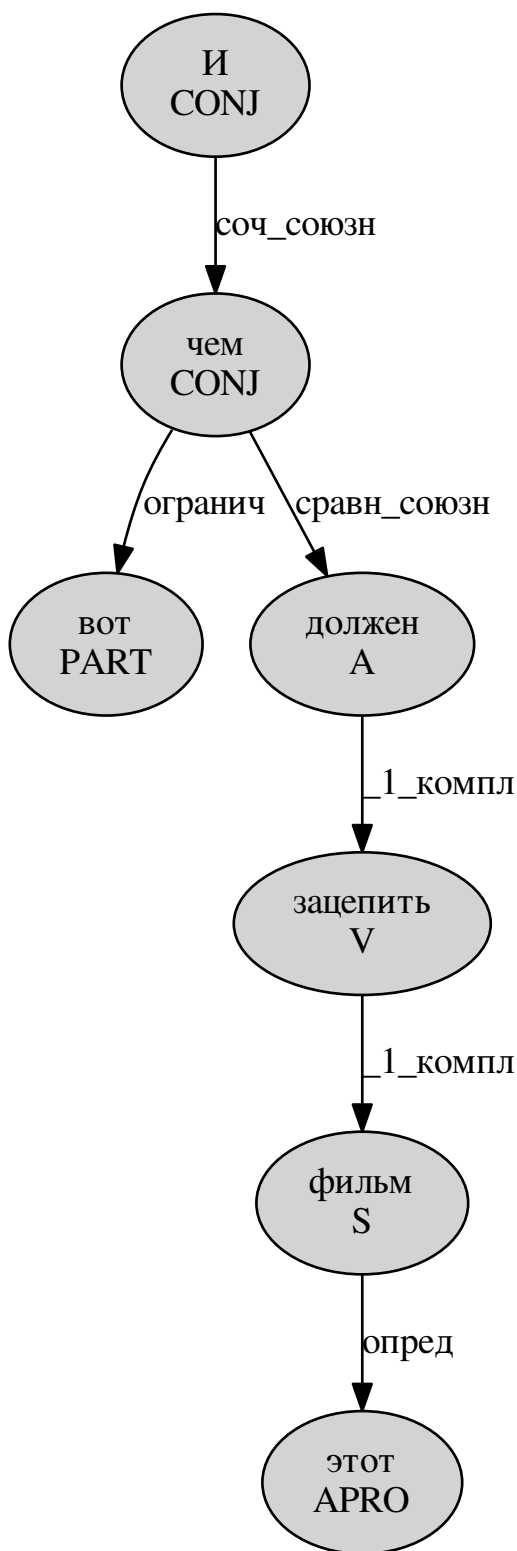 И
CONJ
соч_союзн
чем
CONJ
огранич
сравн_союзн
вот
PART
должен
A
_1_компл
зацепить
V
_1_компл
фильм
S
опред
этот
APRO